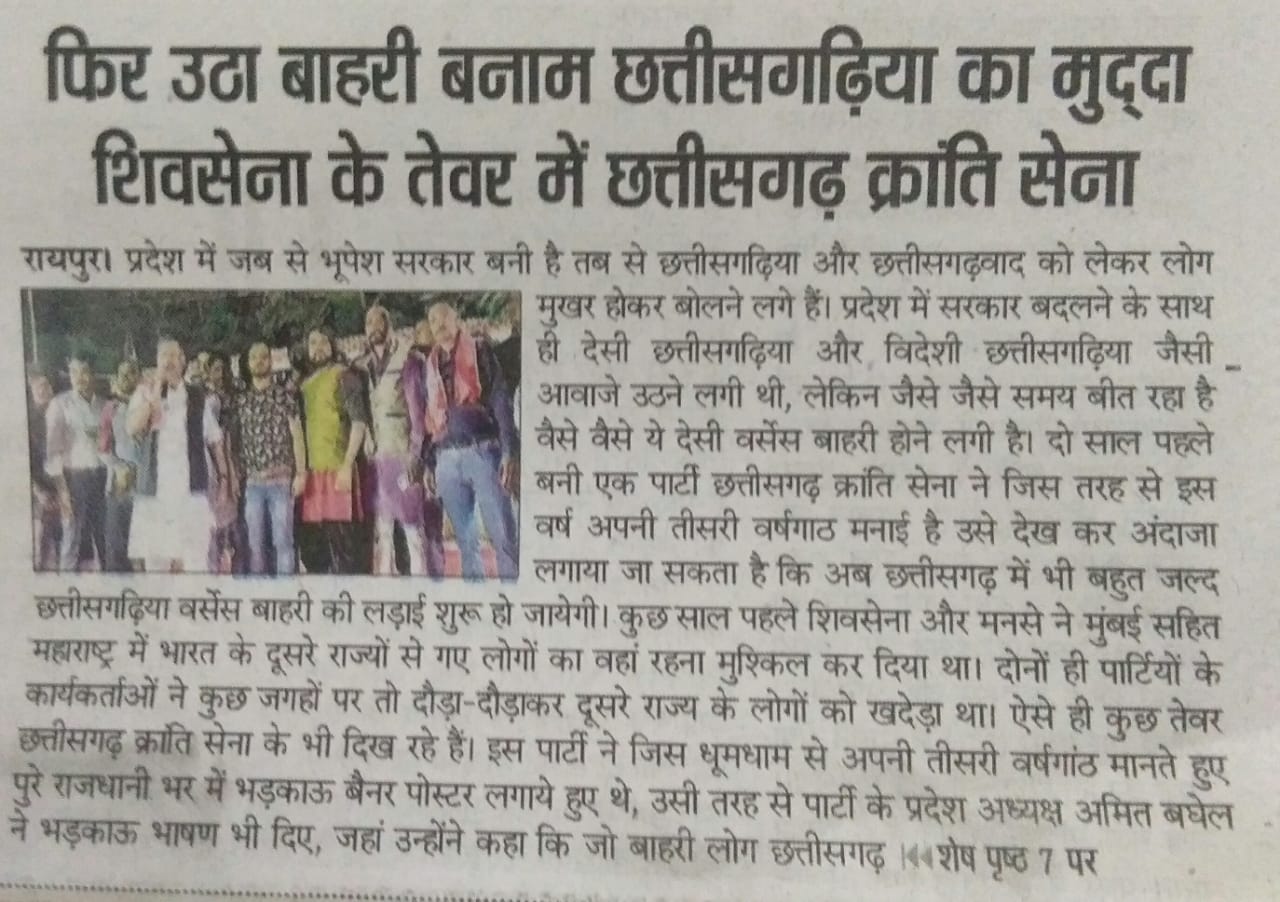 फिर उठा बाहरी बनाम छत्तीसगढ़िया का मुद्दा
शिवसेना के तेवर में छत्तीसगढ़ क्रांति सेना
रायपुर। प्रदेश में जब से भूपेश सरकार बनी है तब से छत्तीसगढ़िया और छत्तीसगढ़वाद को लेकर लोग
मुखर होकर बोलने लगे हैं। प्रदेश में सरकार बदलने के साथ
ही देसी छत्तीसगढ़िया और विदेशी छत्तीसगढ़िया जैसी
आवाजे उठने लगी थी, लेकिन जैसे जैसे समय बीत रहा है
वैसे वैसे ये देसी वर्सेस बाहरी होने लगी है। दो साल पहले
बनी एक पार्टी छत्तीसगढ़ क्रांति सेना ने जिस तरह से इस
वर्ष अपनी तीसरी वर्षगाठ मनाई है उसे देख कर अंदाजा
लगाया जा सकता है कि अब छत्तीसगढ़ में भी बहुत जल्द
छत्तीसगढ़िया वर्सेस बाहरी की लड़ाई शुरू हो जायेगी। कुछ साल पहले शिवसेना और मनसे ने मुंबई सहित
महाराष्ट्र में भारत के दूसरे राज्यों से गए लोगों का वहां रहना मुश्किल कर दिया था। दोनों ही पार्टियों के
कार्यकर्ताओं ने कुछ जगहों पर तो दौड़ा-दौड़ाकर दूसरे राज्य के लोगों को खदेड़ा था। ऐसे ही कुछ तेवर
छत्तीसगढ़ क्रांति सेना के भी दिख रहे हैं। इस पार्टी ने जिस धूमधाम से अपनी तीसरी वर्षगांठ मानते हुए
पुरे राजधानी भर में भड़काऊ बैनर पोस्टर लगाये हुए थे, उसी तरह से पार्टी के प्रदेश अध्यक्ष अमित बघेल
ने भड़काऊ भाषण भी दिए, जहां उन्होंने कहा कि जो बाहरी लोग छत्तीसगढ़ ।◀◀शेष पृष्ठ 7 पर